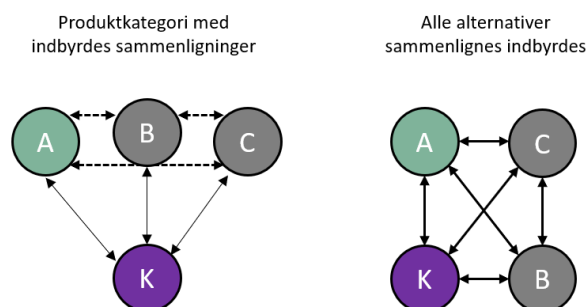 Produktkategori med
indbyrdes sammenligninger
Alle alternativer
sammenlignes indbyrdes
A
B
C
K
A
C
K
B